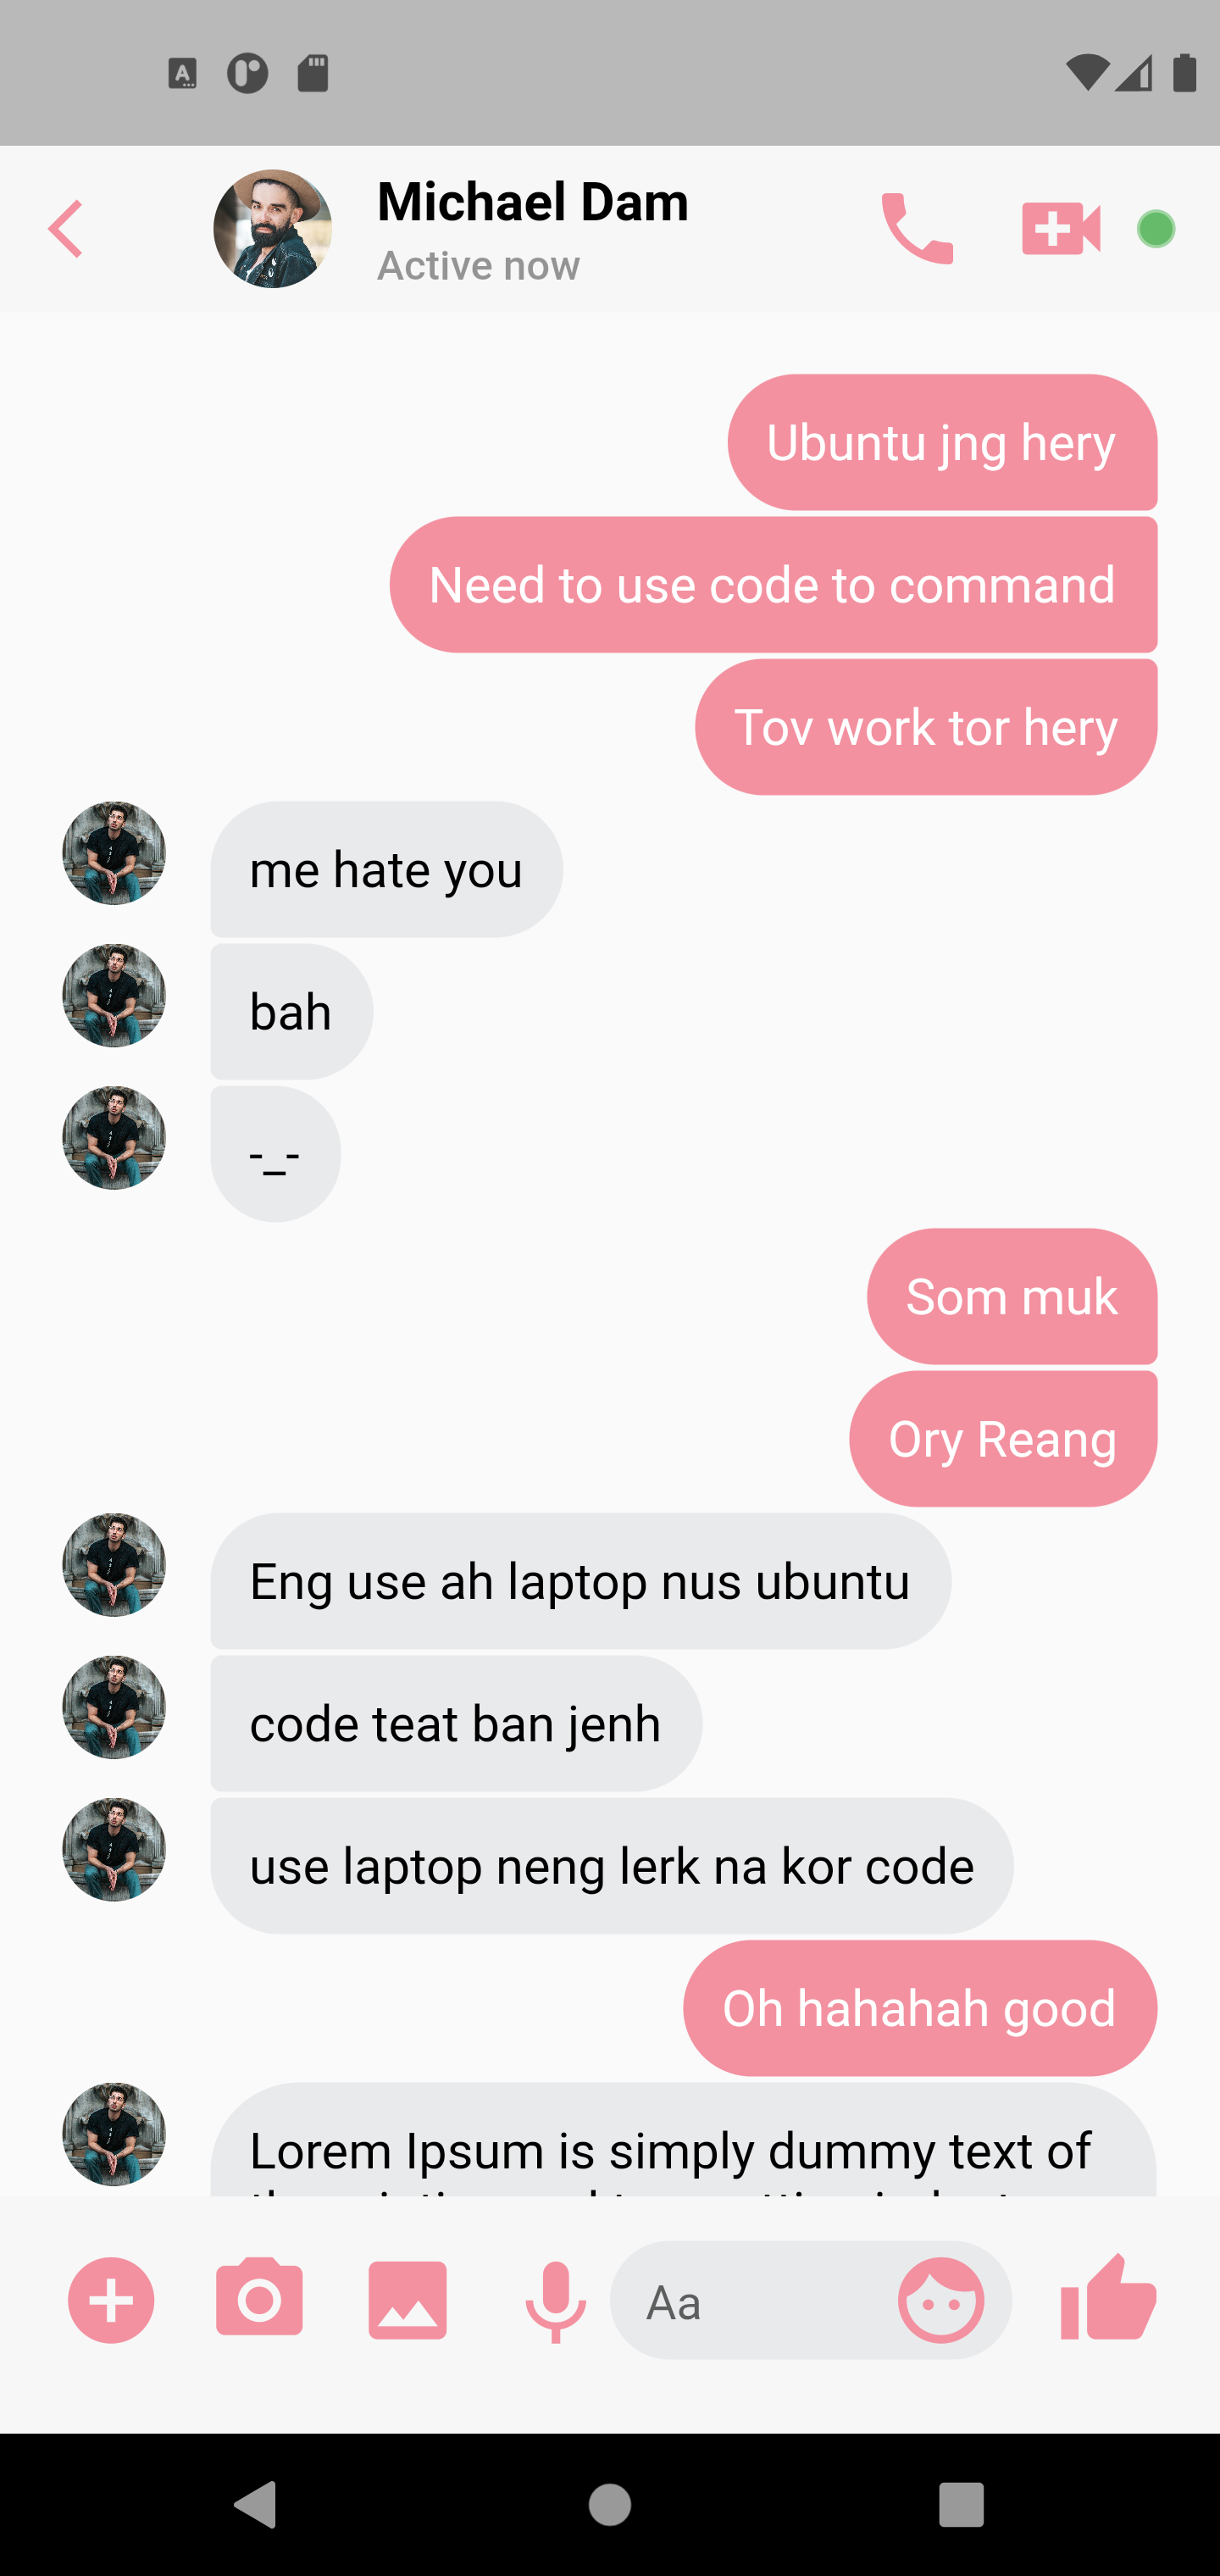 Michael Dam
Active now
Ubuntu jng hery
Need to use code to command
Tov work tor hery
me hate you
bah
-_-
Som muk
Ory Reang
Eng use ah laptop nus ubuntu
code teat ban jenh
use laptop neng lerk na kor code
Oh hahahah good
Lorem Ipsum is simply dummy text of
Aa